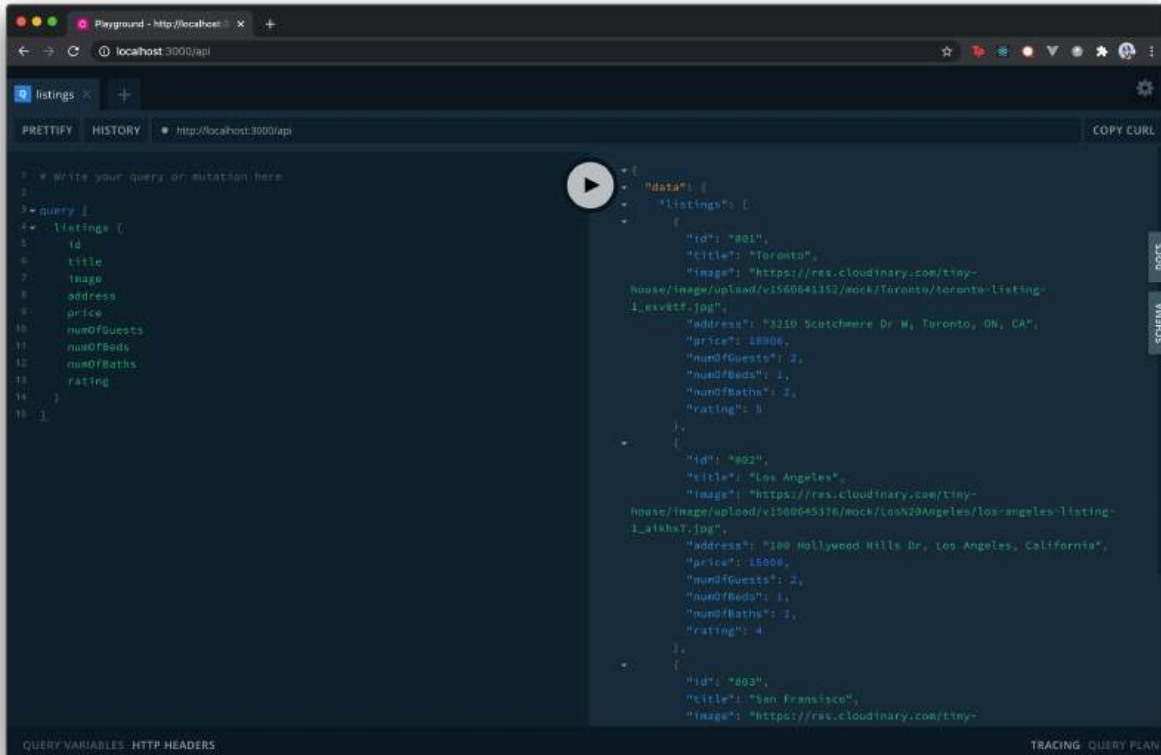 Playground - http://localhost:3
localhost:3000/api
listings
PRETTIFY HISTORY http://localhost:3000/api COPY CURL
1 # Write your query or mutation here
2
3 query {
4 listings {
5 id
6 title
7 image
8 address
9 price
10 numOfGuests
11 numOfBeds
12 numOfBaths
13 rating
14 }
15 }
{
"data": {
"listings": [
{
"id": "001",
"title": "Toronto",
"image": "https://res.cloudinary.com/tiny-
house/image/upload/v1560641352/mock/Toronto/toronto-listing-
1_exv0tf.jpg",
"address": "3210 Scotchmere Dr W, Toronto, ON, CA",
"price": 10000,
"numOfGuests": 2,
"numOfBeds": 1,
"numOfBaths": 2,
"rating": 5
},
{
"id": "002",
"title": "Los Angeles",
"image": "https://res.cloudinary.com/tiny-
house/image/upload/v1560645376/mock/Los%20Angeles/los-angeles-listing-
1_aikhx7.jpg",
"address": "100 Hollywood Hills Dr, Los Angeles, California",
"price": 15000,
"numOfGuests": 2,
"numOfBeds": 1,
"numOfBaths": 1,
"rating": 4
},
{
"id": "003",
"title": "San Fransisco",
"image": "https://res.cloudinary.com/tiny-
DOCS
SCHEMA
QUERY VARIABLES HTTP HEADERS TRACING QUERY PLAN